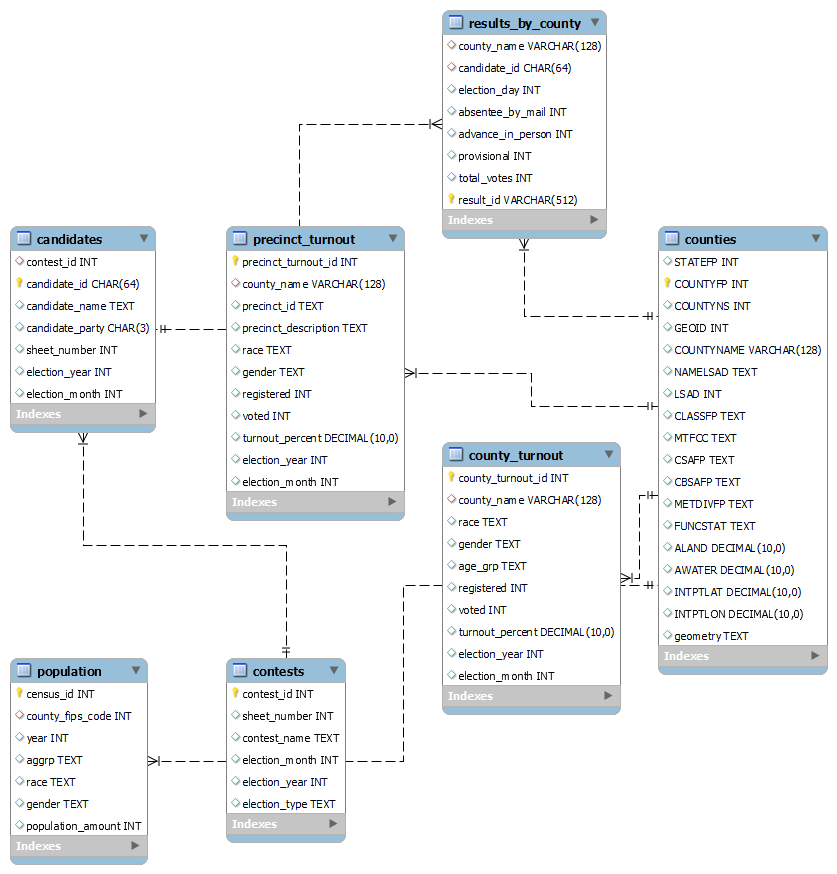 results_by_county
county_name VARCHAR(128)
candidate_id CHAR(64)
election_day INT
absentee_by_mail INT
advance_in_person INT
provisional INT
total_votes INT
result_id VARCHAR(512)
Indexes
candidates
contest_id INT
candidate_id CHAR(64)
candidate_name TEXT
candidate_party CHAR(3)
sheet_number INT
election_year INT
election_month INT
Indexes
precinct_turnout
precinct_turnout_id INT
county_name VARCHAR(128)
precinct_id TEXT
precinct_description TEXT
race TEXT
gender TEXT
registered INT
voted INT
turnout_percent DECIMAL(10,0)
election_year INT
election_month INT
Indexes
counties
STATEFP INT
COUNTYFP INT
COUNTYNS INT
GEOID INT
COUNTYNAME VARCHAR(128)
NAMELSAD TEXT
LSAD INT
CLASSFP TEXT
MTFCC TEXT
CSAFP TEXT
CBSAFP TEXT
METDIVFP TEXT
FUNCSTAT TEXT
ALAND DECIMAL(10,0)
AWATER DECIMAL(10,0)
INTPTLAT DECIMAL(10,0)
INTPTLON DECIMAL(10,0)
geometry TEXT
Indexes
county_turnout
county_turnout_id INT
county_name VARCHAR(128)
race TEXT
gender TEXT
age_grp TEXT
registered INT
voted INT
turnout_percent DECIMAL(10,0)
election_year INT
election_month INT
Indexes
population
census_id INT
county_fips_code INT
year INT
aggrp TEXT
race TEXT
gender TEXT
population_amount INT
Indexes
contests
contest_id INT
sheet_number INT
contest_name TEXT
election_month INT
election_year INT
election_type TEXT
Indexes